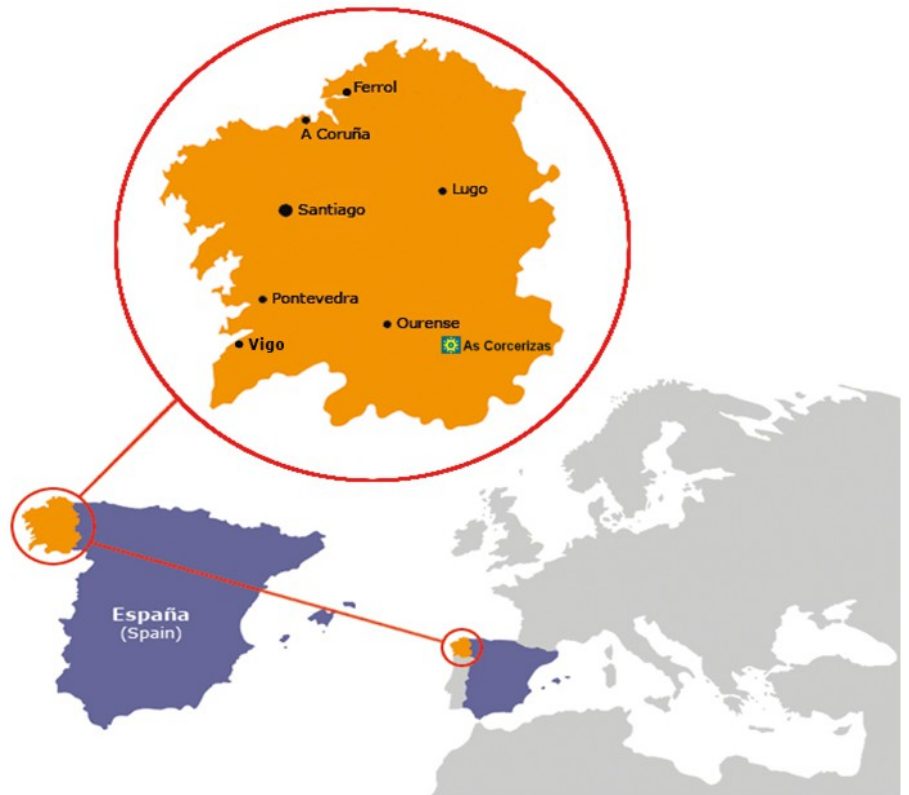 Ferrol
A Coruña
Lugo
Santiago
Pontevedra
Ourense
Vigo
As Corcerizas
España
(Spain)